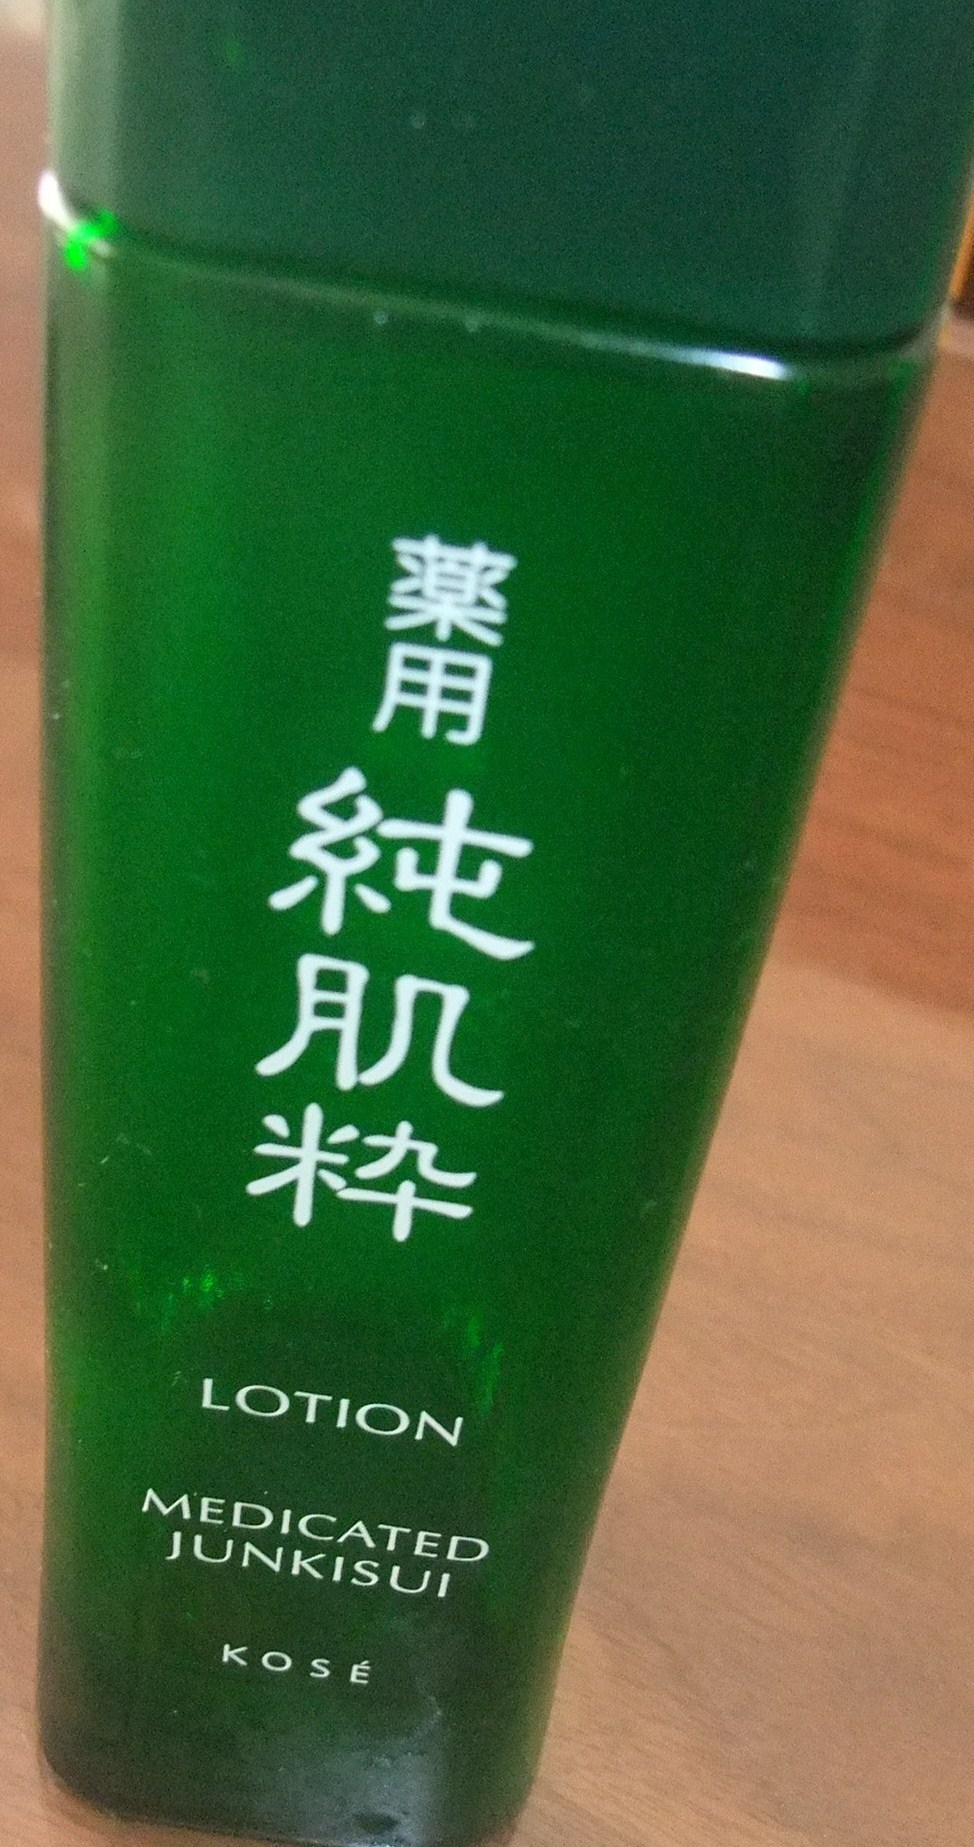 薬用
純肌粋
LOTION
MEDICATED
JUNKISUI
KOSÉ